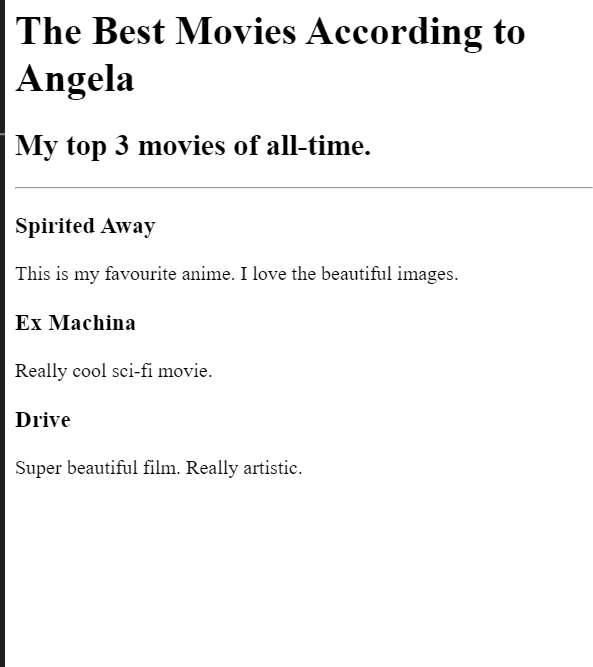 The Best Movies According to
Angela
My top 3 movies of all-time.
Spirited Away
This is my favourite anime. I love the beautiful images.
Ex Machina
Really cool sci-fi movie.
Drive
Super beautiful film. Really artistic.